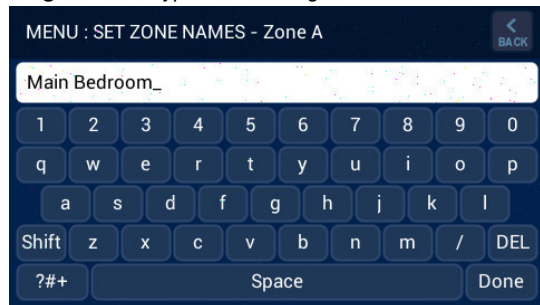 MENU : SET ZONE NAMES - Zone A
< BACK
Main Bedroom_
1 2 3 4 5 6 7 8 9 0
q w e r t y u i o p
a s d f g h j k l
Shift z x c v b n m / DEL
?#+ Space Done